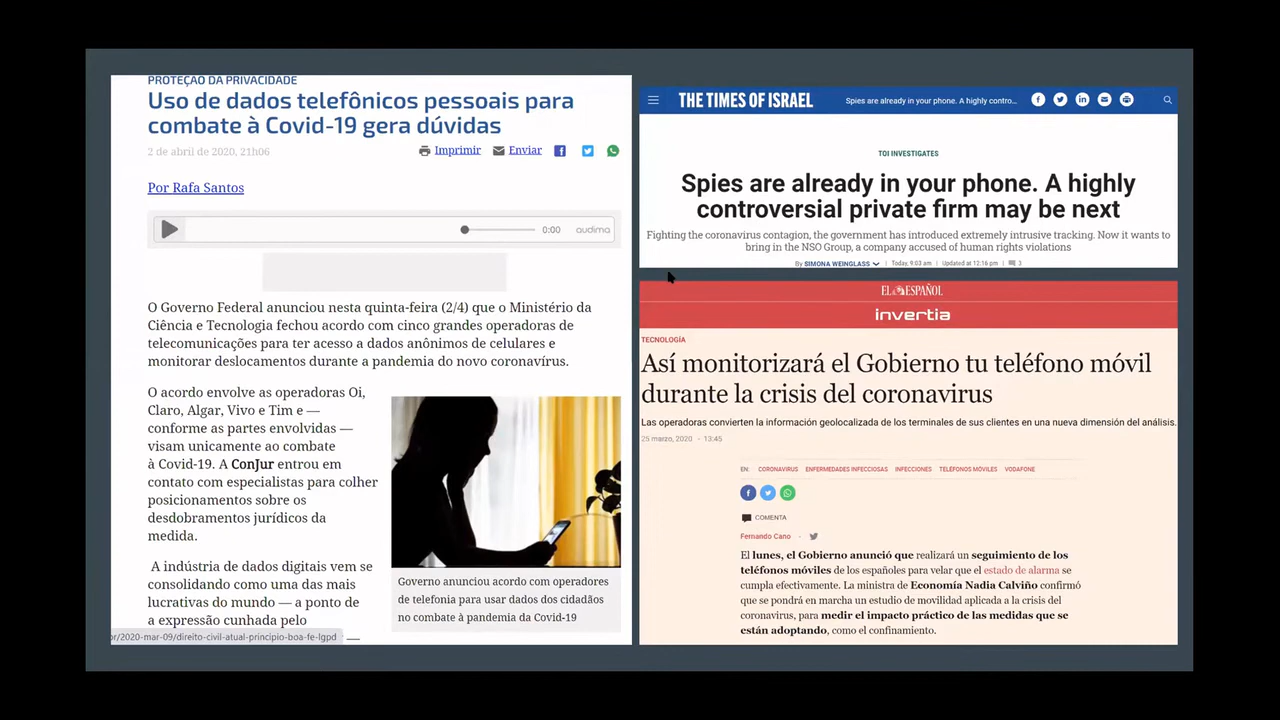 PROTEÇÃO DA PRIVACIDADE
Uso de dados telefônicos pessoais para
combate à Covid-19 gera dúvidas
2 de abril de 2020, 21h06
Imprimir
Enviar
Por Rafa Santos
0:00
audima
O Governo Federal anunciou nesta quinta-feira (2/4) que o Ministério da
Ciência e Tecnologia fechou acordo com cinco grandes operadoras de
telecomunicações para ter acesso a dados anônimos de celulares e
monitorar deslocamentos durante a pandemia do novo coronavírus.
O acordo envolve as operadoras Oi,
Claro, Algar, Vivo e Tim e —
conforme as partes envolvidas —
visam unicamente ao combate
à Covid-19. A ConJur entrou em
contato com especialistas para colher
posicionamentos sobre os
desdobramentos jurídicos da
medida.
A indústria de dados digitais vem se
consolidando como uma das mais
lucrativas do mundo — a ponto de
a expressão cunhada pelo
—
Governo anunciou acordo com operadores
de telefonia para usar dados dos cidadãos
no combate à pandemia da Covid-19
or/2020-mar-09/direito-civil-atual-principio-boa-fe-lgpd
THE TIMES OF ISRAEL
Spies are already in your phone. A highly contro...
TOI INVESTIGATES
Spies are already in your phone. A highly
controversial private firm may be next
Fighting the coronavirus contagion, the government has introduced extremely intrusive tracking. Now it wants to
bring in the NSO Group, a company accused of human rights violations
By SIMONA WEINGLASS | Today, 9:03 am | Updated at 12:16 pm | 3
EL ESPAÑOL
invertia
TECNOLOGÍA
Así monitorizará el Gobierno tu teléfono móvil
durante la crisis del coronavirus
Las operadoras convierten la información geolocalizada de los terminales de sus clientes en una nueva dimensión del análisis.
25 marzo, 2020 - 13:45
EN: CORONAVIRUS ENFERMEDADES INFECCIOSAS INFECCIONES TELÉFONOS MÓVILES VODAFONE
COMENTA
Fernando Cano -
El lunes, el Gobierno anunció que realizará un seguimiento de los
teléfonos móviles de los españoles para velar que el estado de alarma se
cumpla efectivamente. La ministra de Economía Nadia Calviño confirmó
que se pondrá en marcha un estudio de movilidad aplicada a la crisis del
coronavirus, para medir el impacto práctico de las medidas que se
están adoptando, como el confinamiento.